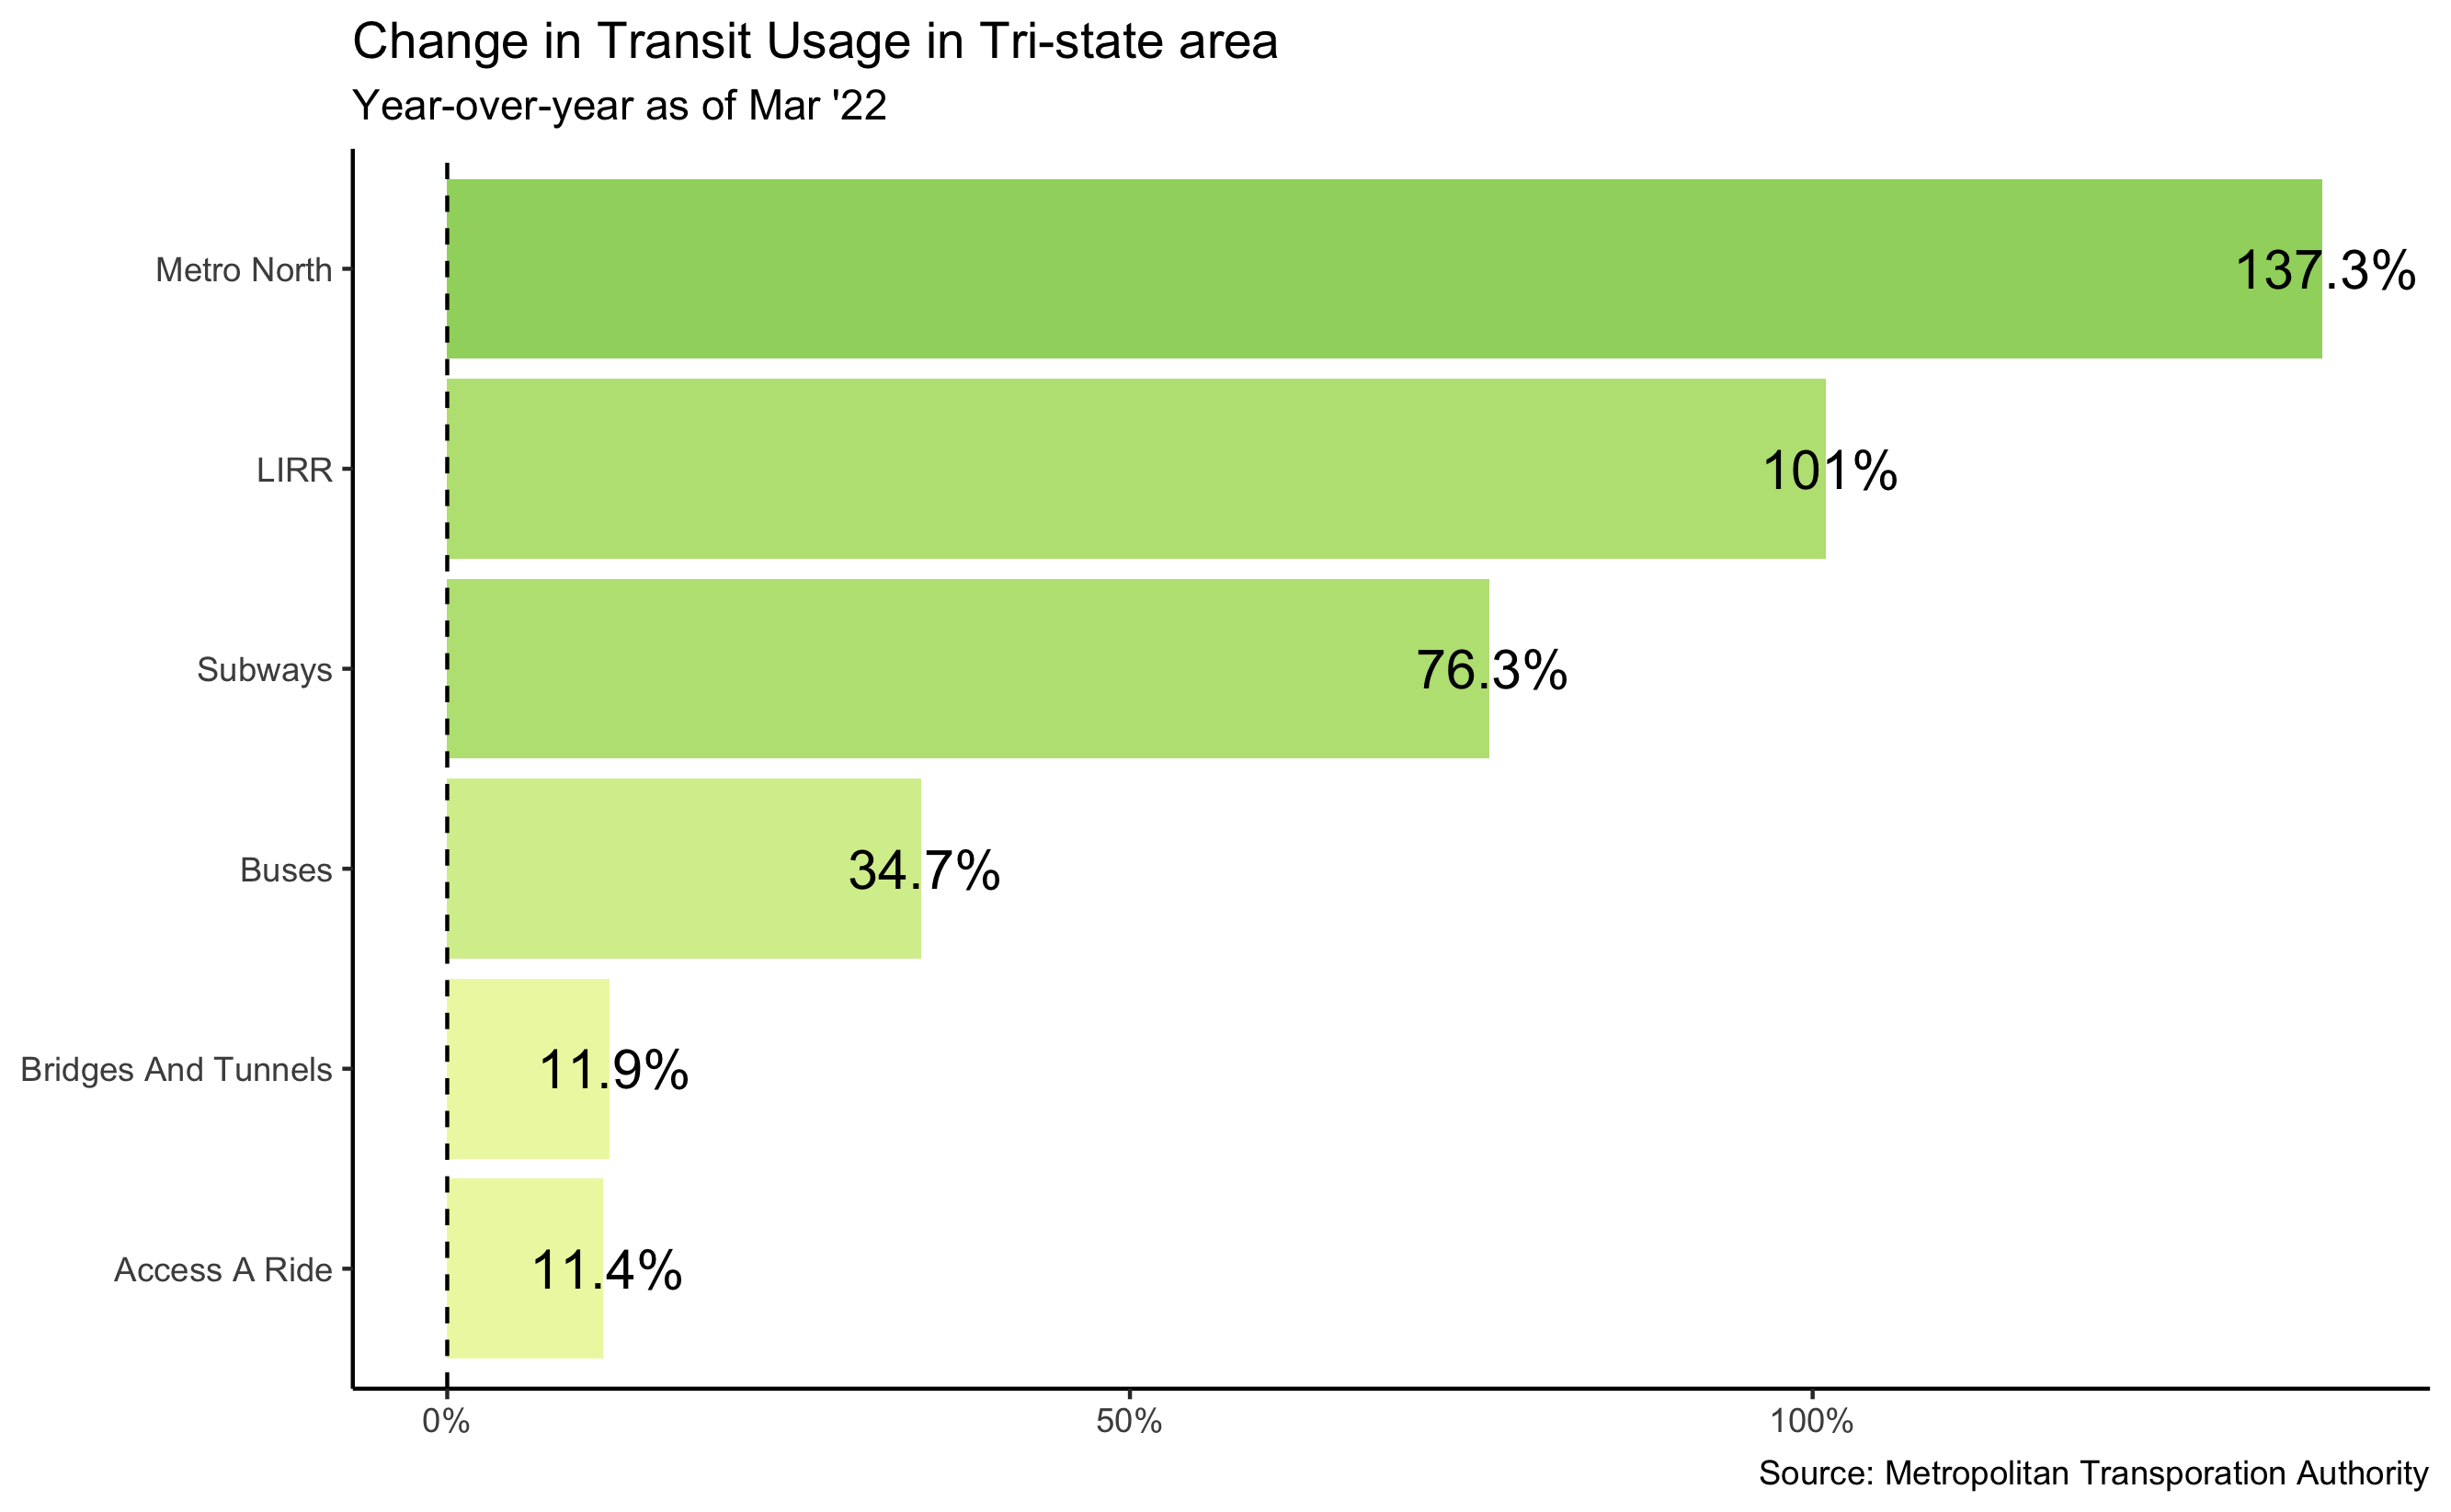 Change in Transit Usage in Tri-state area
Year-over-year as of Mar '22
Metro North
137.3%
LIRR
101%
Subways
76.3%
Buses
34.7%
Bridges And Tunnels
11.9%
Access A Ride
11.4%
0%
50%
100%
Source: Metropolitan Transporation Authority